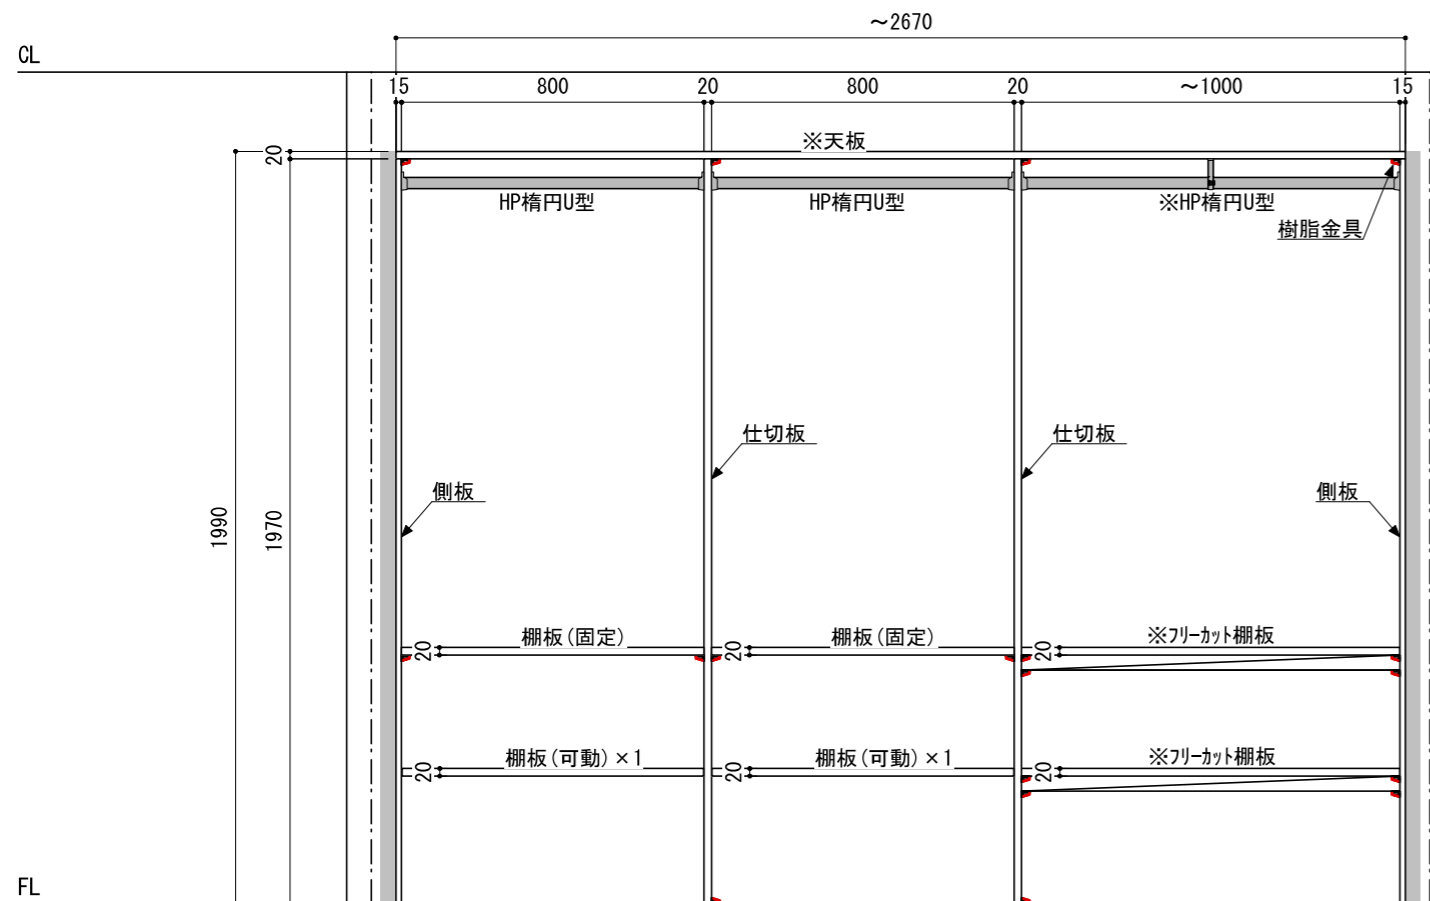 ～2670
CL
15 800 20 800 20 ～1000 15
20
※天板
HP楕円U型 HP楕円U型 ※HP楕円U型
樹脂金具
仕切板 仕切板
側板 側板
1990 1970
棚板(固定) 棚板(固定) ※ﾌﾘｰｶｯﾄ棚板
20 20 20
棚板(可動)×1 棚板(可動)×1 ※ﾌﾘｰｶｯﾄ棚板
20 20 20
FL